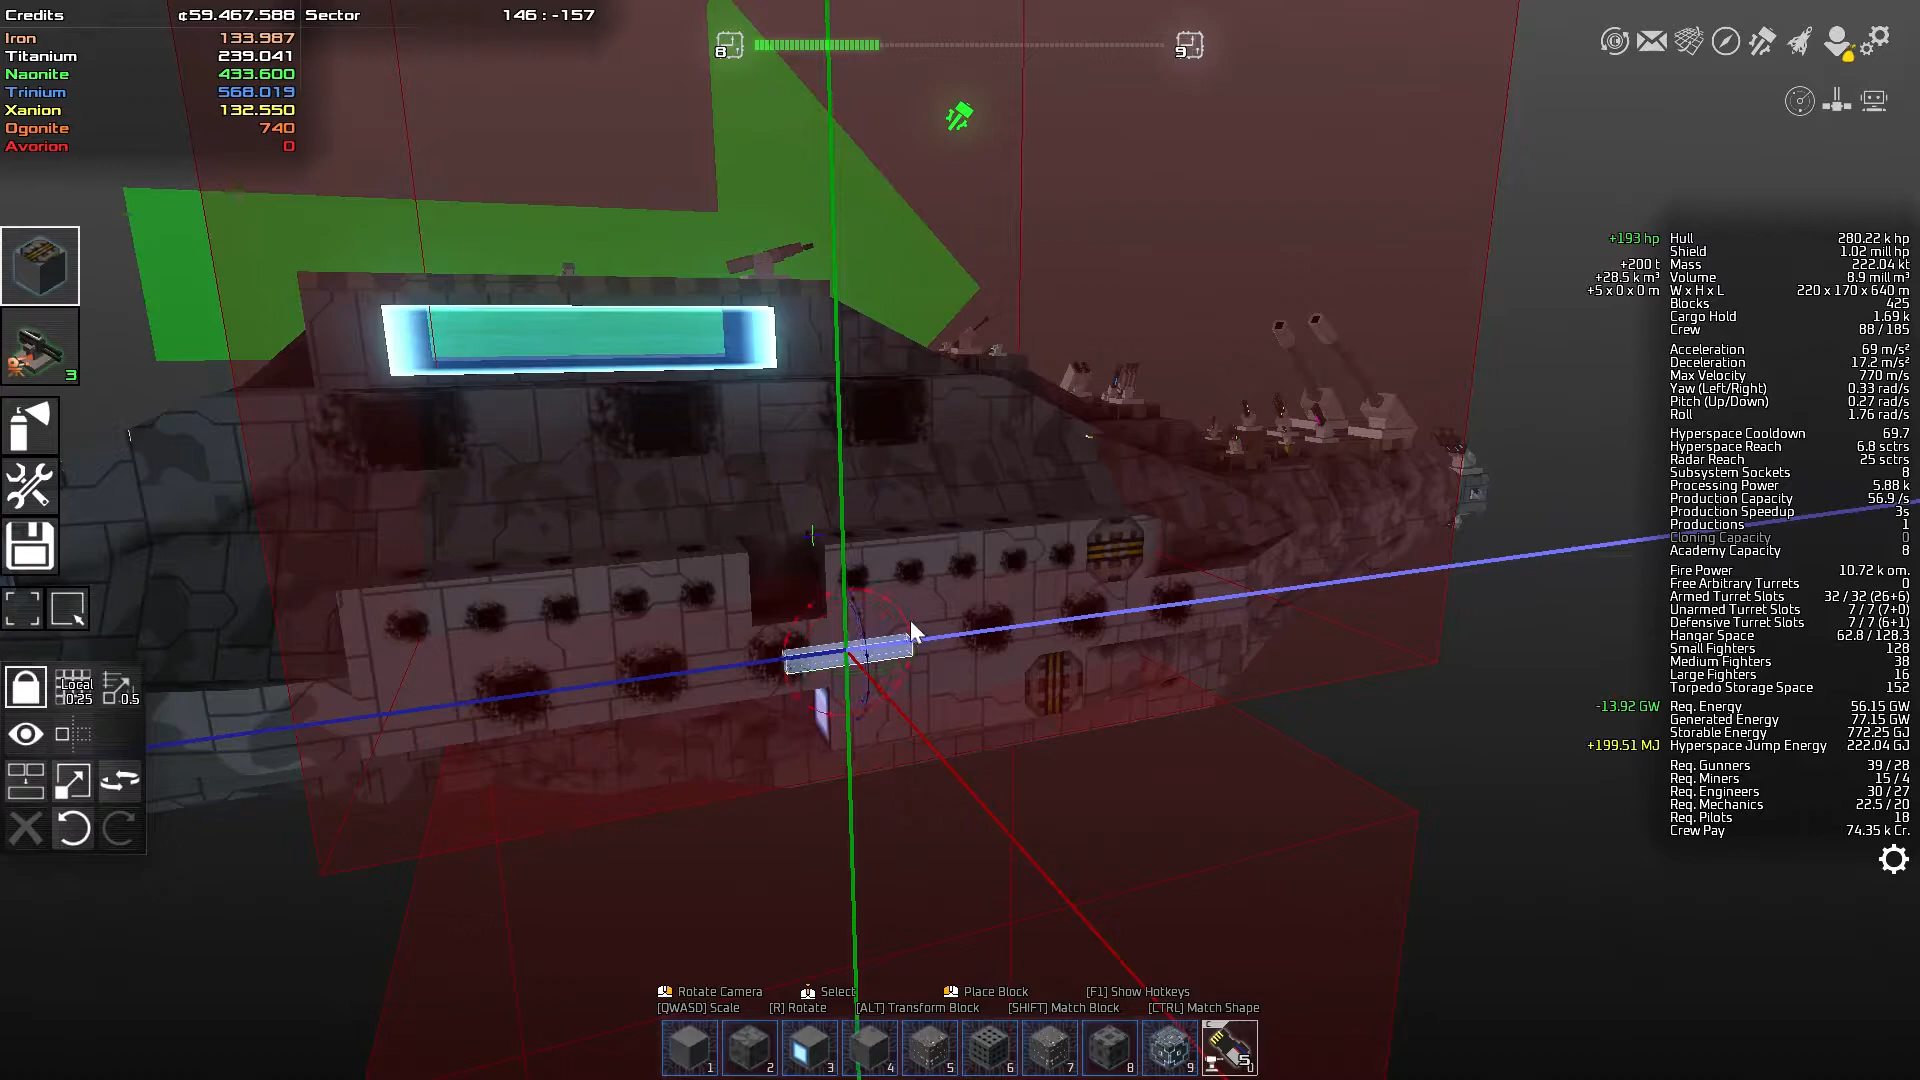 Credits ¢59.467.588 Sector 146 : -157
Iron 133.987
Titanium 239.041
Naonite 433.600
Trinium 568.019
Xanion 132.550
Ogonite 740
Avorion 0
8 9
3
Local
0.25 0.5
+193 hp Hull 280.22 k hp
Shield 1.02 mill hp
+200 t Mass 222.04 kt
+28.5 k m³ Volume 8.9 mill m³
+5 x 0 x 0 m W x H x L 220 x 170 x 640 m
Blocks 425
Cargo Hold 1.69 k
Crew 88 / 185
Acceleration 69 m/s²
Deceleration 17.2 m/s²
Max Velocity 770 m/s
Yaw (Left/Right) 0.33 rad/s
Pitch (Up/Down) 0.27 rad/s
Roll 1.76 rad/s
Hyperspace Cooldown 69.7
Hyperspace Reach 6.8 sctrs
Radar Reach 25 sctrs
Subsystem Sockets 8
Processing Power 5.88 k
Production Capacity 56.9 /s
Production Speedup 3s
Productions 1
Cloning Capacity 0
Academy Capacity 8
Fire Power 10.72 k om.
Free Arbitrary Turrets 0
Armed Turret Slots 32 / 32 (26+6)
Unarmed Turret Slots 7 / 7 (7+0)
Defensive Turret Slots 7 / 7 (6+1)
Hangar Space 62.8 / 128.3
Small Fighters 128
Medium Fighters 38
Large Fighters 16
Torpedo Storage Space 152
-13.92 GW Req. Energy 56.15 GW
Generated Energy 77.15 GW
Storable Energy 772.25 GJ
+199.51 MJ Hyperspace Jump Energy 222.04 GJ
Req. Gunners 39 / 28
Req. Miners 15 / 4
Req. Engineers 30 / 27
Req. Mechanics 22.5 / 20
Req. Pilots 18
Crew Pay 74.35 k Cr.
Rotate Camera Select Place Block [F1] Show Hotkeys
[QWASD] Scale [R] Rotate [ALT] Transform Block [SHIFT] Match Block [CTRL] Match Shape
1 2 3 4 5 6 7 8 9 0